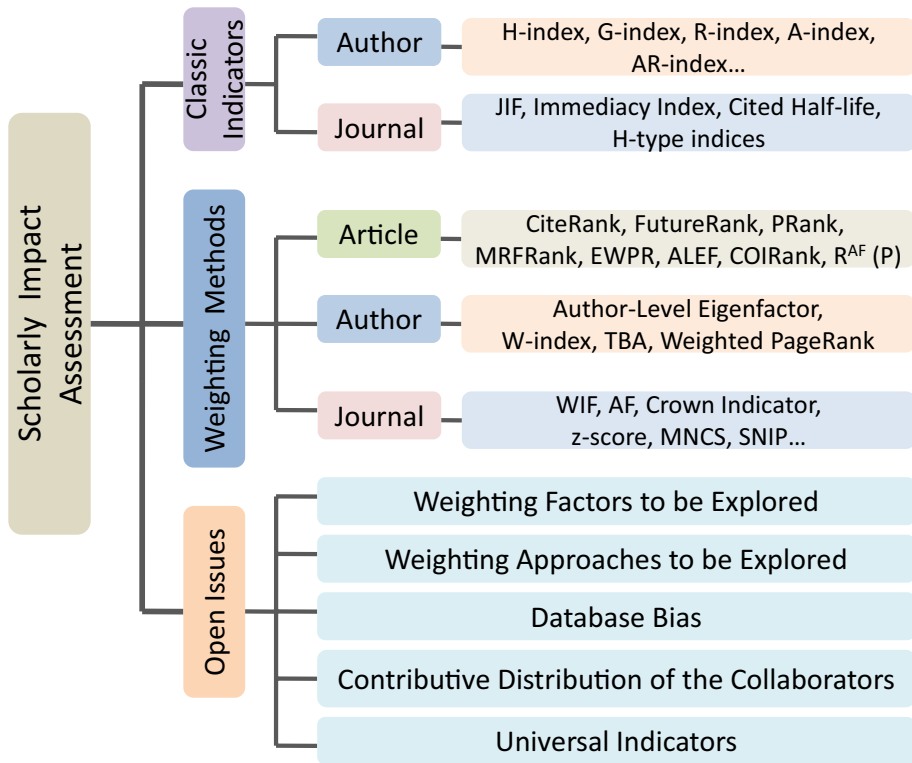 Scholarly Impact
Assessment
Classic
Indicators
Author
H-index, G-index, R-index, A-index,
AR-index...
Journal
JIF, Immediacy Index, Cited Half-life,
H-type indices
Weighting Methods
Article
CiteRank, FutureRank, PRank,
MRFRank, EWPR, ALEF, COIRank, R^AF (P)
Author
Author-Level Eigenfactor,
W-index, TBA, Weighted PageRank
Journal
WIF, AF, Crown Indicator,
z-score, MNCS, SNIP...
Open Issues
Weighting Factors to be Explored
Weighting Approaches to be Explored
Database Bias
Contributive Distribution of the Collaborators
Universal Indicators